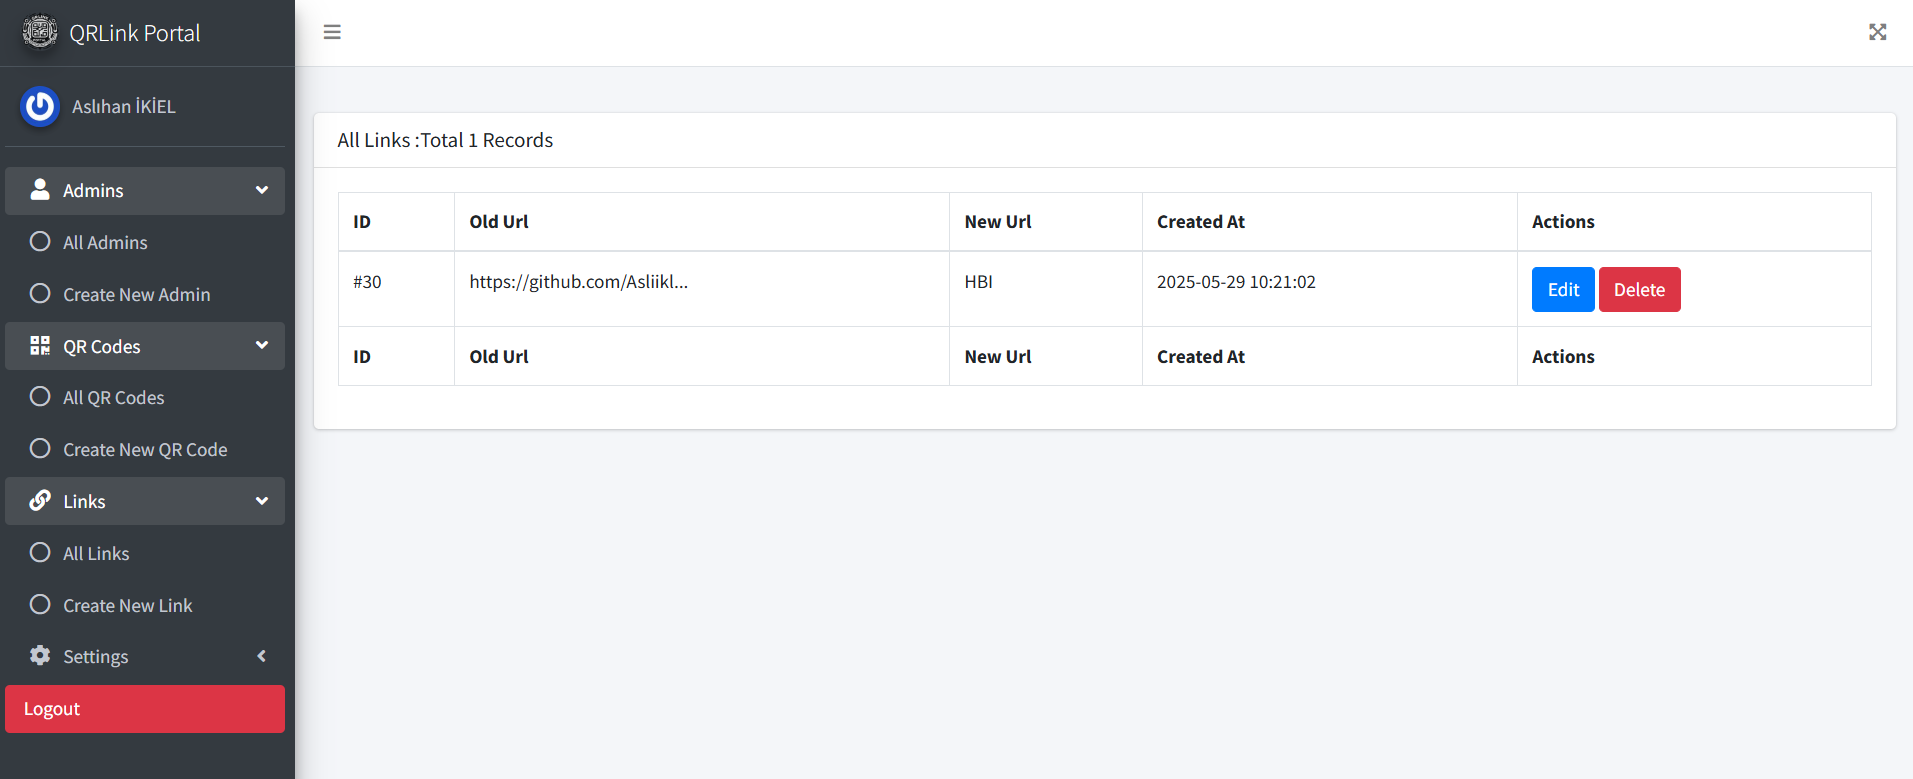 QRLink Portal
Aslıhan İKİEL
Admins
All Admins
Create New Admin
QR Codes
All QR Codes
Create New QR Code
Links
All Links
Create New Link
Settings
Logout
All Links :Total 1 Records
ID Old Url New Url Created At Actions
#30 https://github.com/Asliikl... HBI 2025-05-29 10:21:02 Edit Delete
ID Old Url New Url Created At Actions